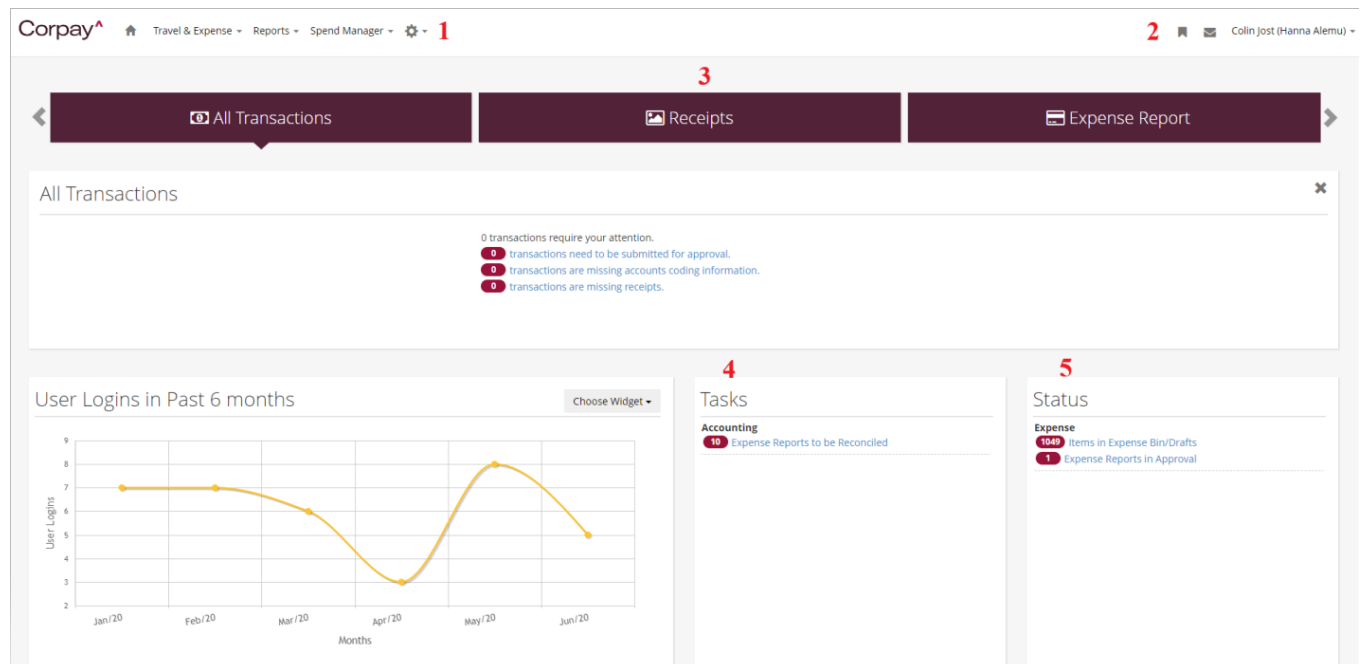 Corpay^ Travel & Expense Reports Spend Manager 1 2 Colin Jost (Hanna Alemu)
3
All Transactions Receipts Expense Report
All Transactions
0 transactions require your attention.
0 transactions need to be submitted for approval.
0 transactions are missing accounts coding information.
0 transactions are missing receipts.
4
5
User Logins in Past 6 months
Choose Widget
9
8
7
6
5
4
3
2
User Logins
Jan/20 Feb/20 Mar/20 Apr/20 May/20 Jun/20
Months
Tasks
Accounting
10 Expense Reports to be Reconciled
Status
Expense
1049 Items in Expense Bin/Drafts
1 Expense Reports in Approval